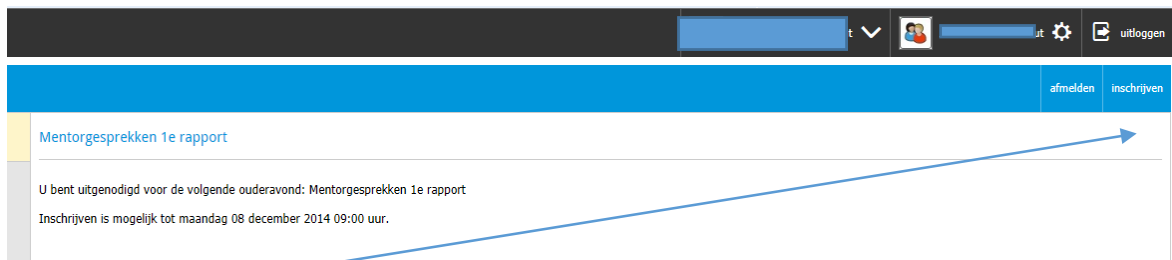 uitloggen
afmelden inschrijven
Mentorgesprekken 1e rapport
U bent uitgenodigd voor de volgende ouderavond: Mentorgesprekken 1e rapport
Inschrijven is mogelijk tot maandag 08 december 2014 09:00 uur.